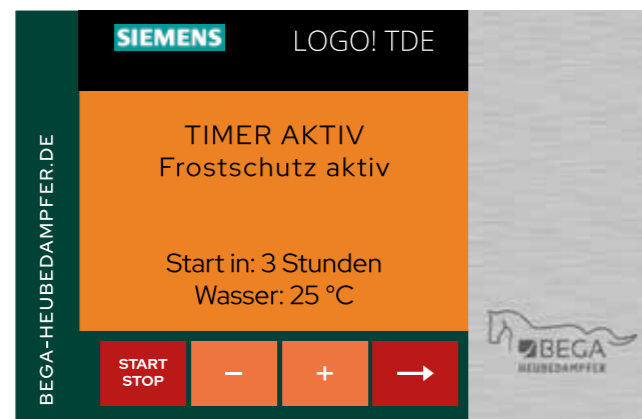 SIEMENS LOGO! TDE
TIMER AKTIV
Frostschutz aktiv
Start in: 3 Stunden
Wasser: 25 °C
START
STOP
− + →
BEGA-HEUBEDAMPFER.DE
BEGA
HEUBEDAMPFER